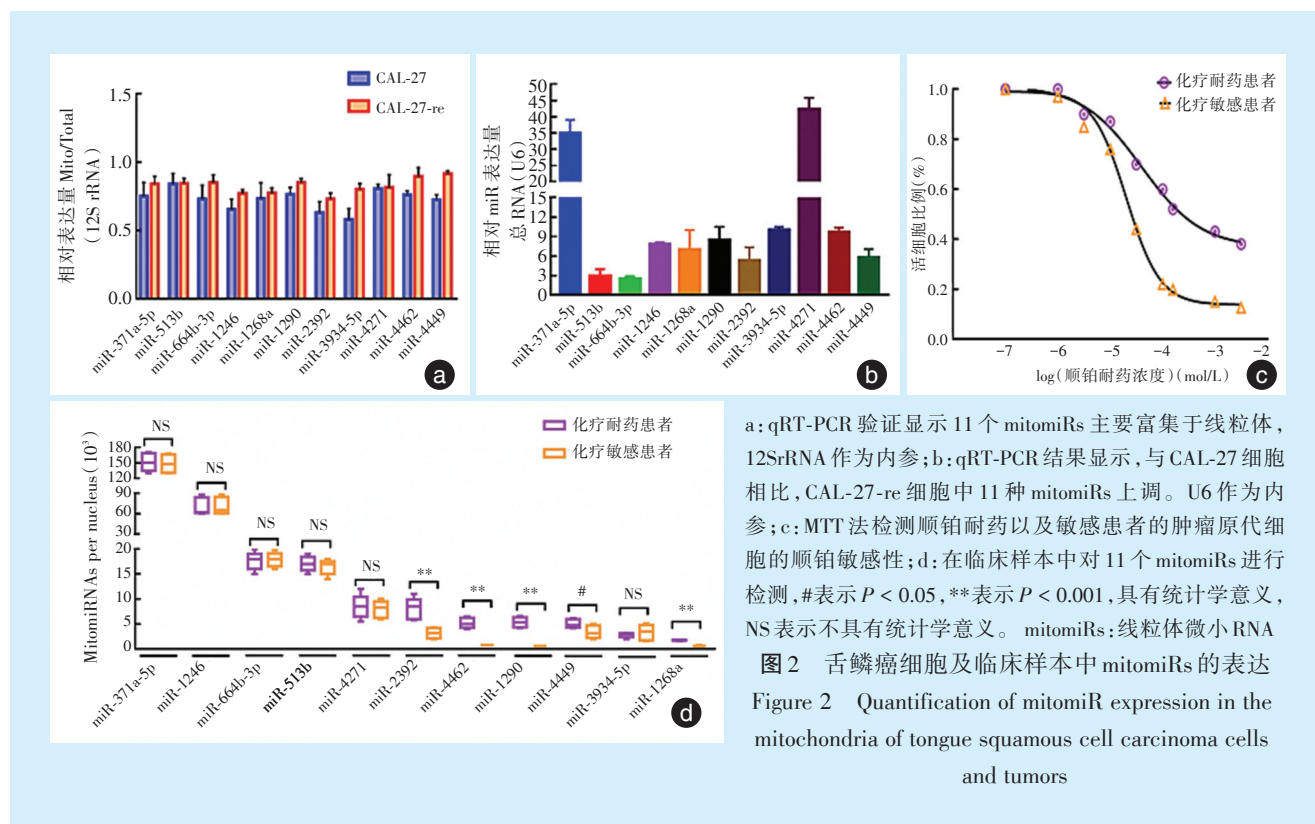 CAL-27
CAL-27-re
相对表达量 Mito/Total
(12S rRNA)
1.5
1.0
0.5
0.0
miR-371a-5p
miR-513b
miR-664b-3p
miR-1246
miR-1268a
miR-1290
miR-2392
miR-3934-5p
miR-4271
miR-4462
miR-4449
a
相对 miR 表达量
总 RNA(U6)
50
45
40
35
30
25
20
15
12
9
6
3
0
miR-371a-5p
miR-513b
miR-664b-3p
miR-1246
miR-1268a
miR-1290
miR-2392
miR-3934-5p
miR-4271
miR-4462
miR-4449
b
化疗耐药患者
化疗敏感患者
活细胞比例(%)
1.0
0.8
0.6
0.4
0.2
0.0
-7
-6
-5
-4
-3
-2
log(顺铂耐药浓度)(mol/L)
c
化疗耐药患者
化疗敏感患者
MitomiRNAs per nucleus(10³)
180
150
120
90
60
30
20
15
10
5
0
NS
NS
NS
NS
NS
**
**
**
#
NS
**
miR-371a-5p
miR-1246
miR-664b-3p
miR-513b
miR-4271
miR-2392
miR-4462
miR-1290
miR-4449
miR-3934-5p
miR-1268a
d
a:qRT-PCR 验证显示 11 个 mitomiRs 主要富集于线粒体,
12SrRNA 作为内参;b:qRT-PCR 结果显示,与 CAL-27 细胞
相比,CAL-27-re 细胞中 11 种 mitomiRs 上调。U6 作为内
参;c:MTT 法检测顺铂耐药以及敏感患者的肿瘤原代细
胞的顺铂敏感性;d:在临床样本中对 11 个 mitomiRs 进行
检测,#表示 P < 0.05,**表示 P < 0.001,具有统计学意义,
NS 表示不具有统计学意义。 mitomiRs:线粒体微小 RNA
图 2 舌鳞癌细胞及临床样本中 mitomiRs 的表达
Figure 2 Quantification of mitomiR expression in the
mitochondria of tongue squamous cell carcinoma cells
and tumors